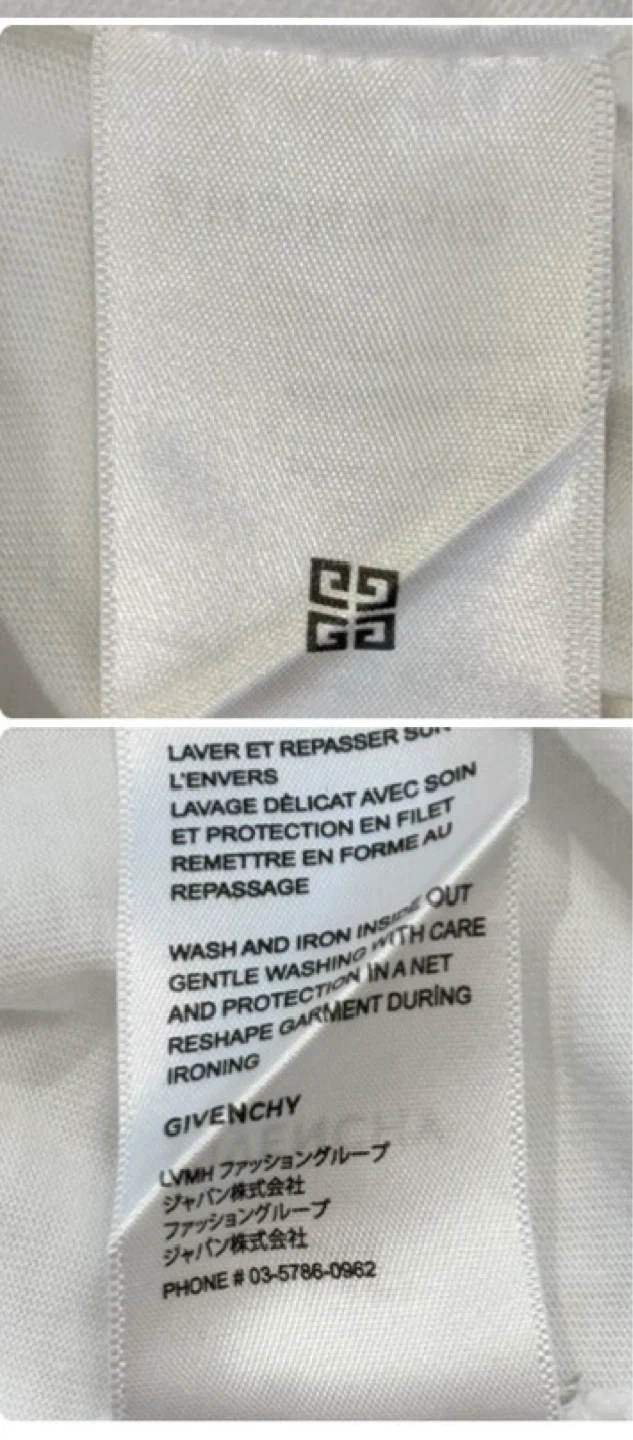 LAVER ET REPASSER SUR
L'ENVERS
LAVAGE DÉLICAT AVEC SOIN
ET PROTECTION EN FILET
REMETTRE EN FORME AU
REPASSAGE
WASH AND IRON INSIDE OUT
GENTLE WASHING WITH CARE
AND PROTECTION IN A NET
RESHAPE GARMENT DURING
IRONING
GIVENCHY
LVMH ファッショングループ
ジャパン株式会社
ファッショングループ
ジャパン株式会社
PHONE # 03-5786-0962